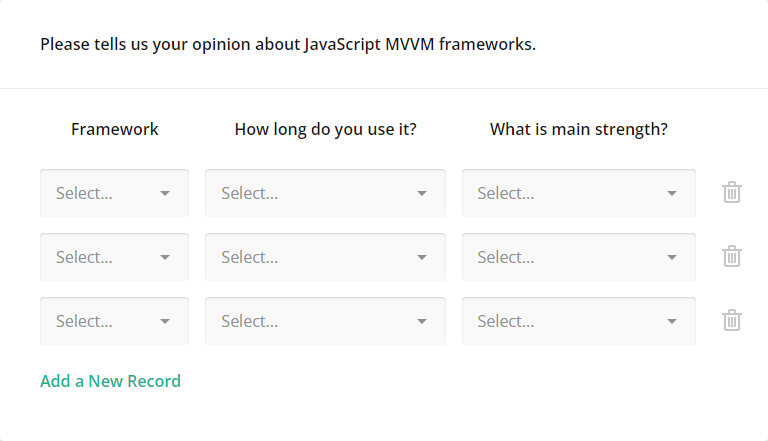 Please tells us your opinion about JavaScript MVVM frameworks.
Framework How long do you use it? What is main strength?
Select... Select... Select...
Select... Select... Select...
Select... Select... Select...
Add a New Record